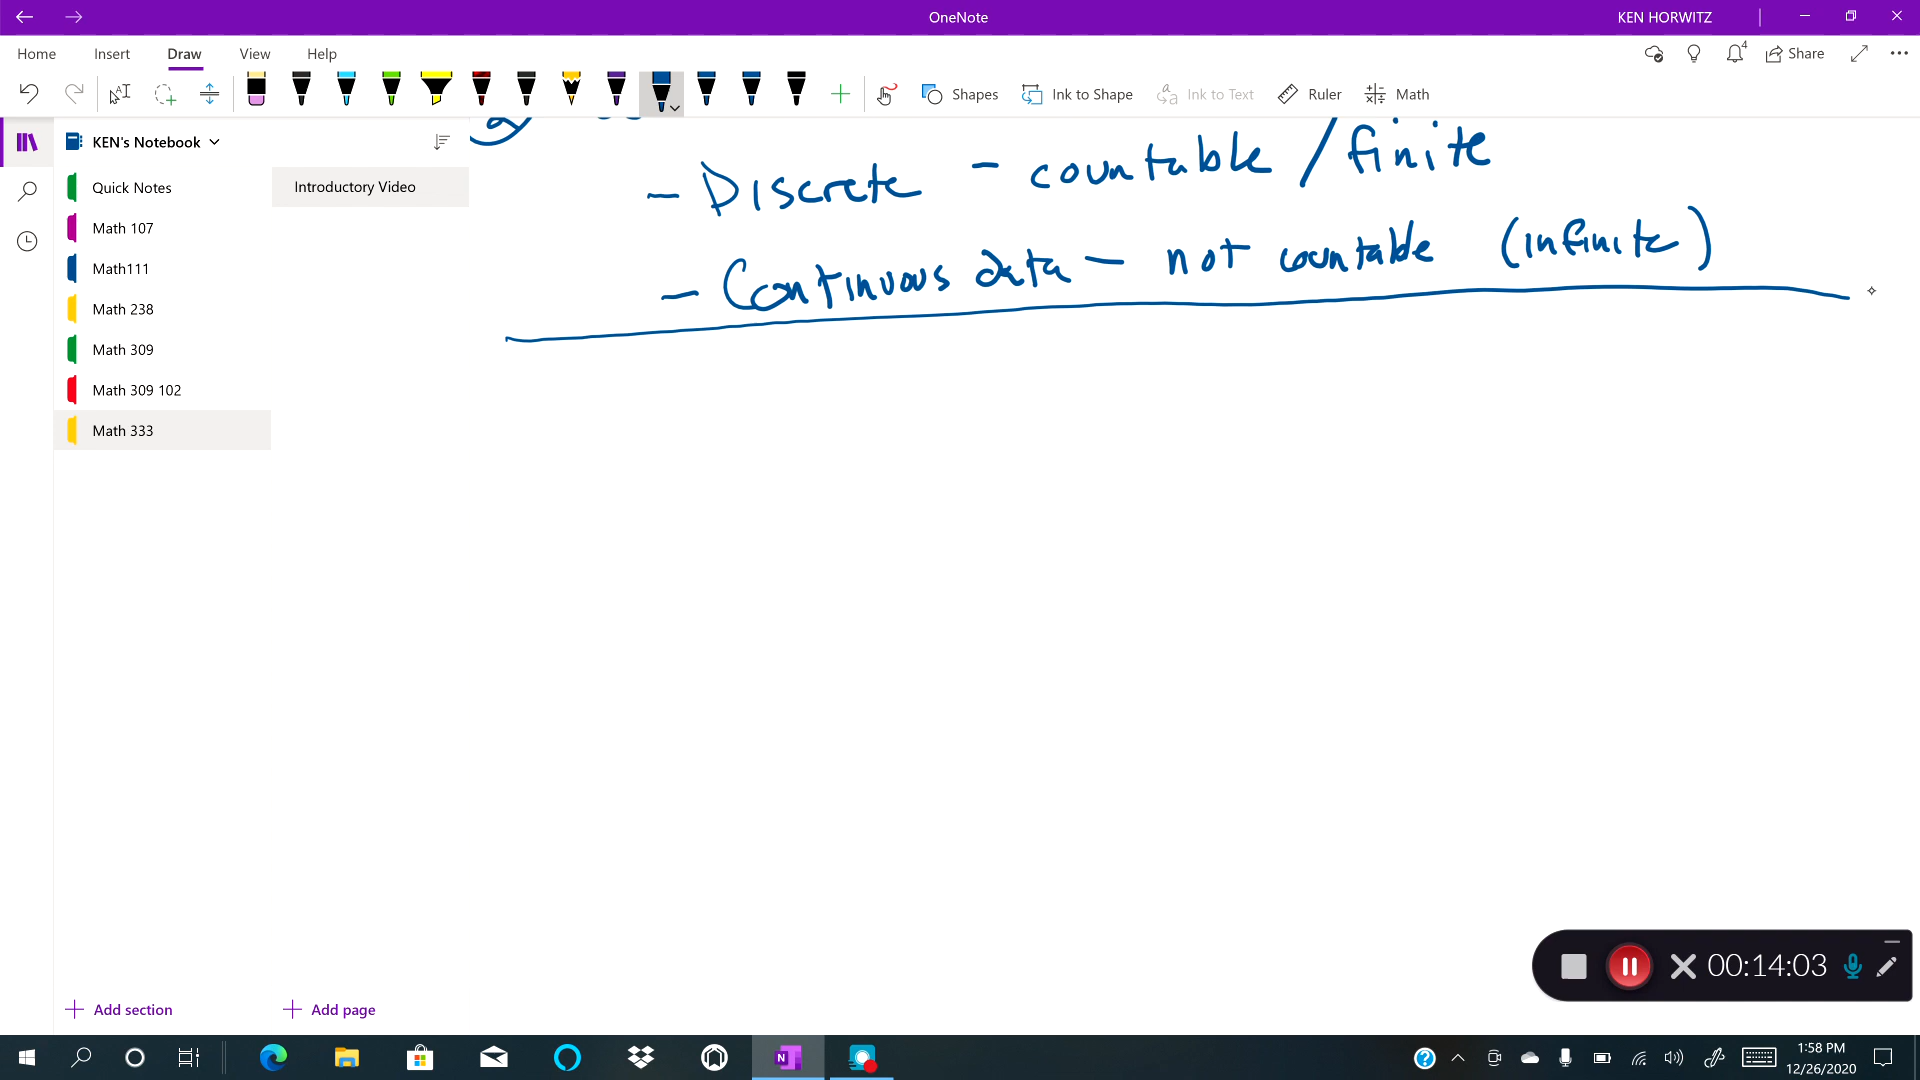 OneNote
KEN HORWITZ
Home
Insert
Draw
View
Help
4
Share
Shapes
Ink to Shape
Ink to Text
Ruler
Math
KEN's Notebook
Quick Notes
Math 107
Math111
Math 238
Math 309
Math 309 102
Math 333
Introductory Video
- Discrete - countable / finite
- Continuous data - not countable (infinite)
00:14:03
Add section
Add page
1:58 PM
12/26/2020